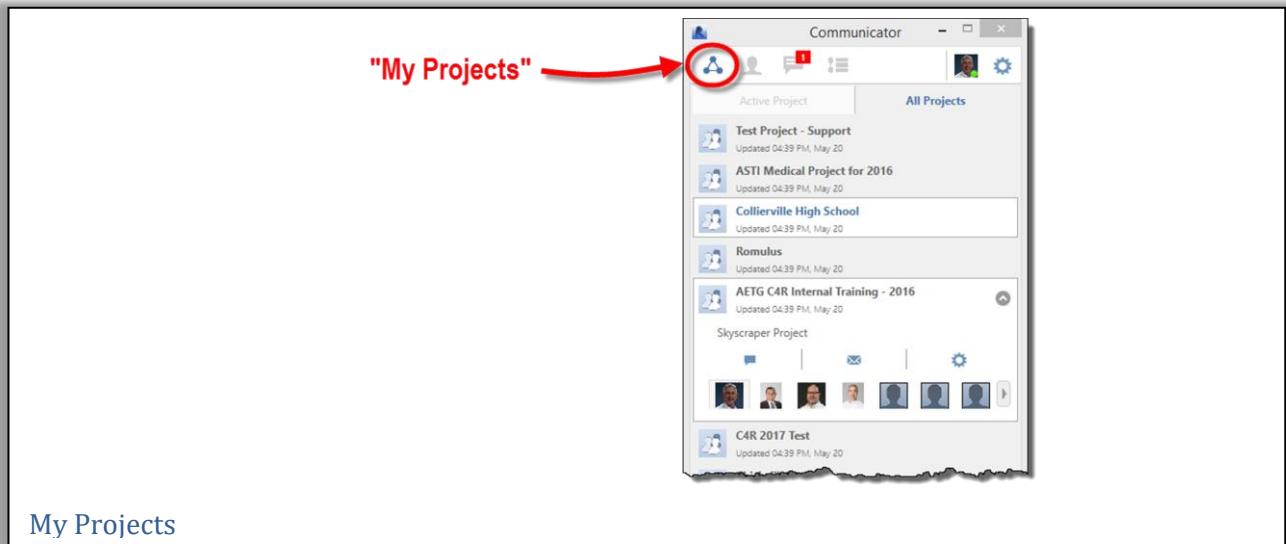 Communicator
"My Projects"
1
Active Project All Projects
Test Project - Support
Updated 04:39 PM, May 20
ASTI Medical Project for 2016
Updated 04:39 PM, May 20
Collierville High School
Updated 04:39 PM, May 20
Romulus
Updated 04:39 PM, May 20
AETG C4R Internal Training - 2016
Updated 04:39 PM, May 20
Skyscraper Project
C4R 2017 Test
Updated 04:39 PM, May 20
My Projects